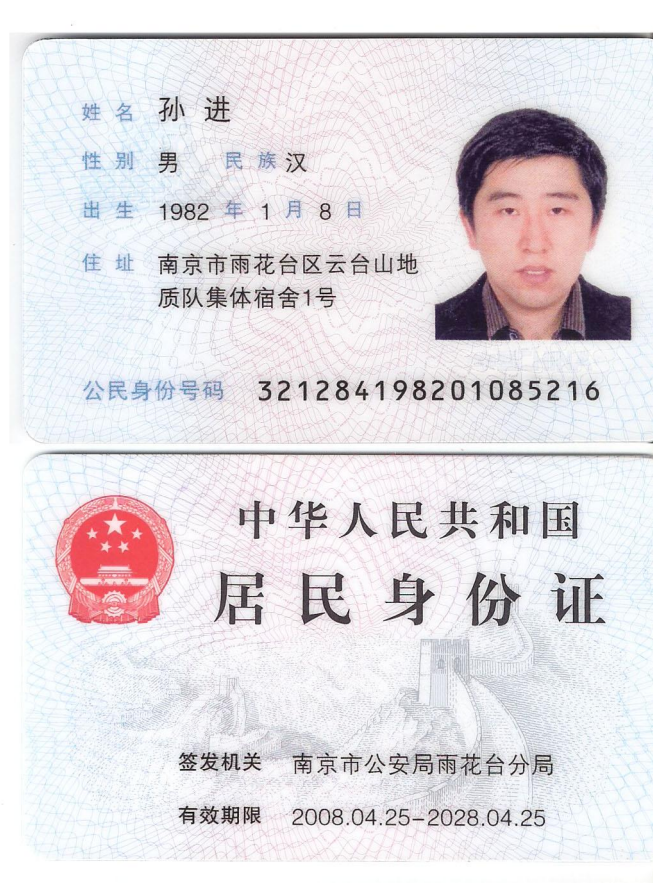 姓名 孙进
性别 男 民族 汉
出生 1982 年 1 月 8 日
住址 南京市雨花台区云台山地
质队集体宿舍1号
公民身份号码 321284198201085216
中华人民共和国
居民身份证
签发机关 南京市公安局雨花台分局
有效期限 2008.04.25-2028.04.25